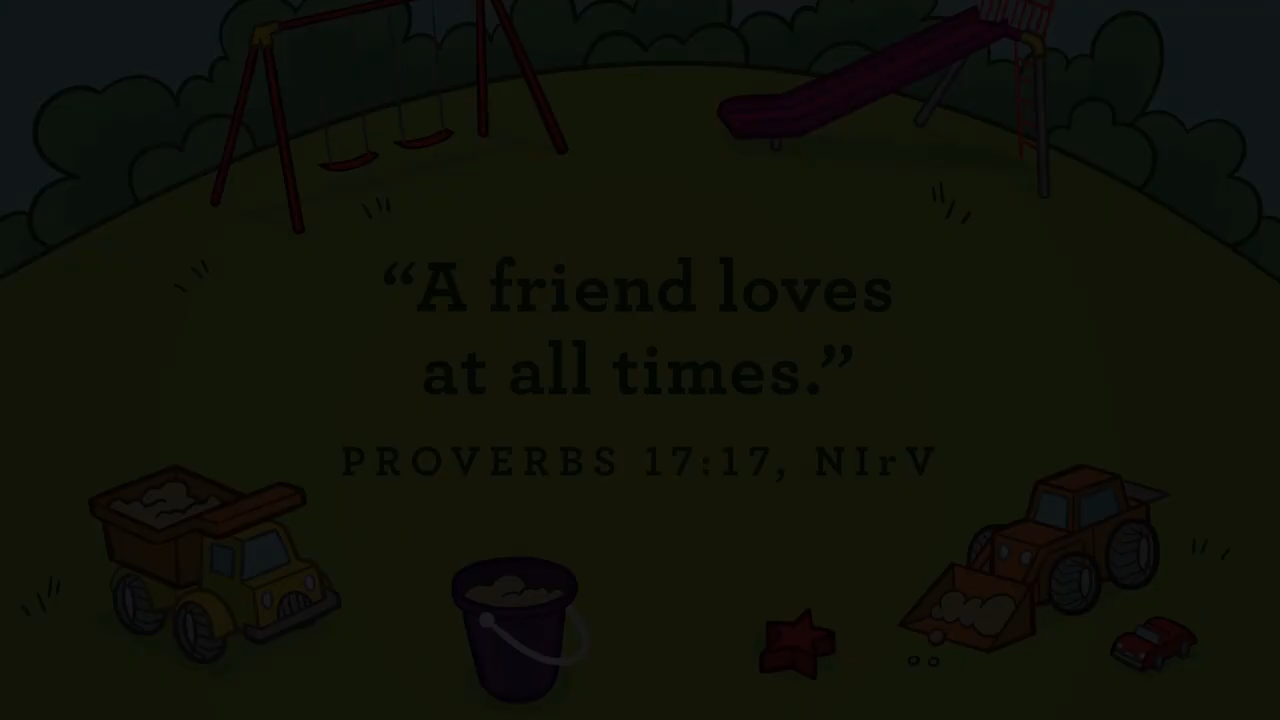 “A friend loves
at all times.”
PROVERBS 17:17, NIrV